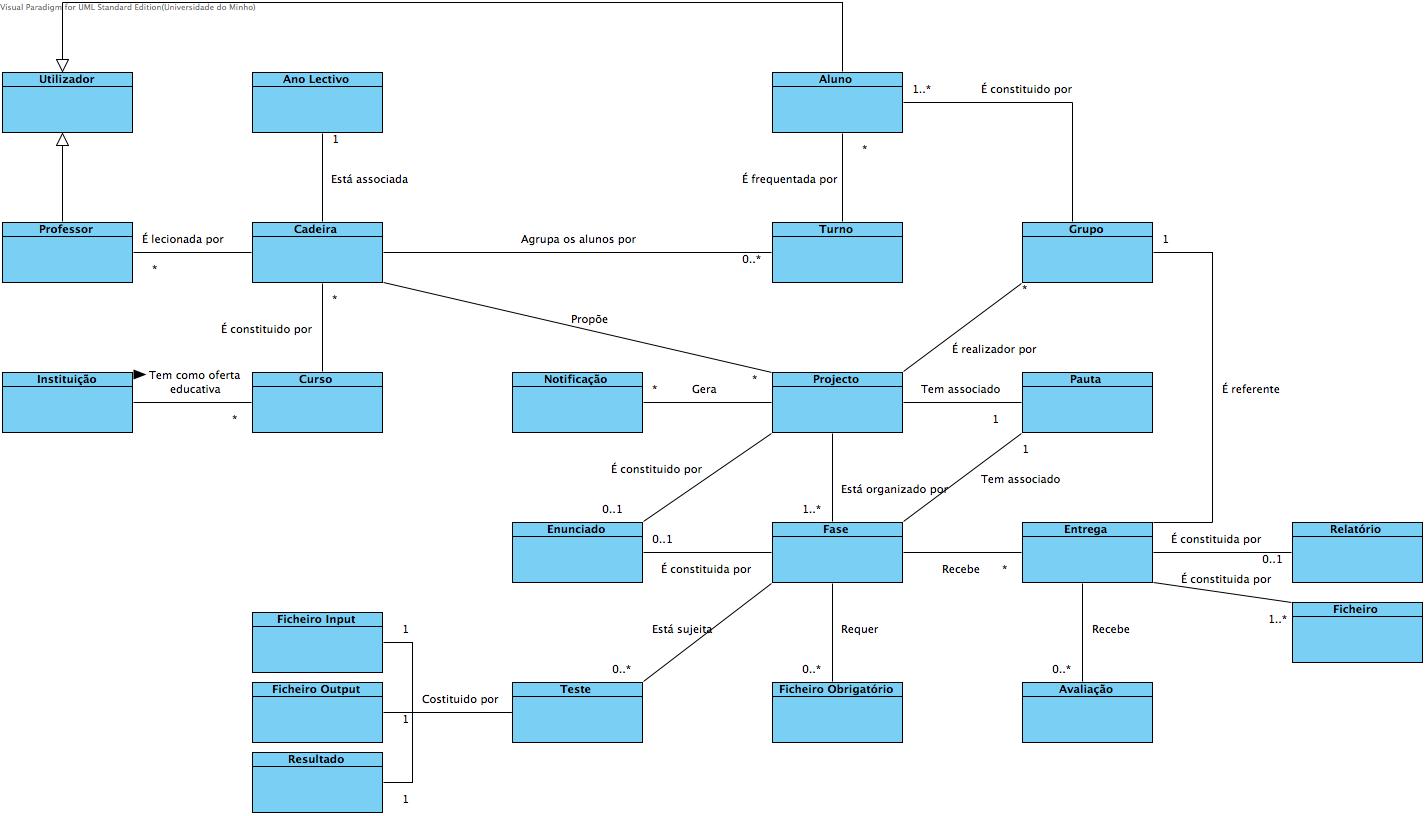 Visual Paradigm for UML Standard Edition(Universidade do Minho)
Utilizador
Ano Lectivo
Aluno
1..*
É constituido por
1
*
Está associada
É frequentada por
Professor
É lecionada por
*
Cadeira
Agrupa os alunos por
0..*
Turno
Grupo
1
*
*
É constituido por
Propõe
É realizador por
Instituição
Tem como oferta
educativa
*
Curso
Notificação
*
Gera
*
Projecto
Tem associado
1
Pauta
É referente
1
É constituido por
Tem associado
0..1
Está organizado por
1..*
Enunciado
0..1
É constituida por
Fase
Recebe
*
Entrega
É constituida por
0..1
Relatório
É constituida por
1..*
Ficheiro
Ficheiro Input
1
Está sujeita
Requer
Recebe
0..*
0..*
0..*
Ficheiro Output
1
Costituido por
Teste
Ficheiro Obrigatório
Avaliação
Resultado
1